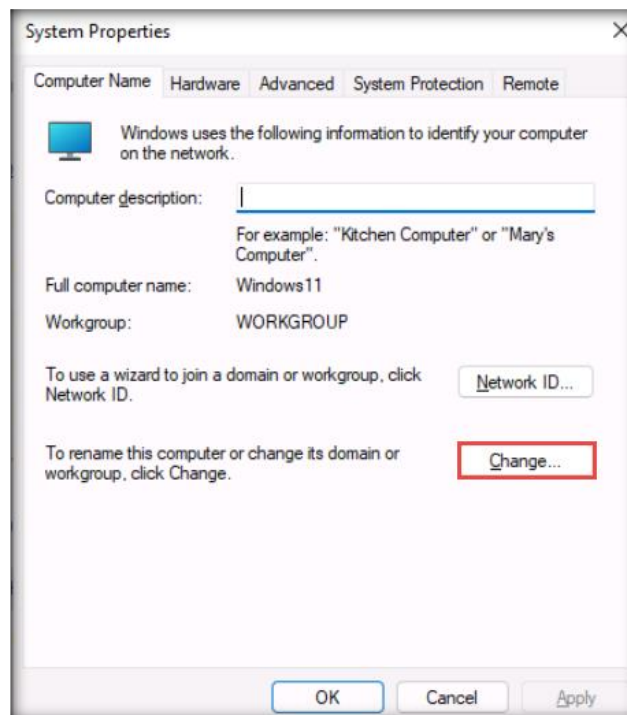 System Properties
Computer Name Hardware Advanced System Protection Remote
Windows uses the following information to identify your computer
on the network.
Computer description:
For example: "Kitchen Computer" or "Mary's
Computer".
Full computer name: Windows11
Workgroup: WORKGROUP
To use a wizard to join a domain or workgroup, click
Network ID.
Network ID...
To rename this computer or change its domain or
workgroup, click Change.
Change...
OK Cancel Apply